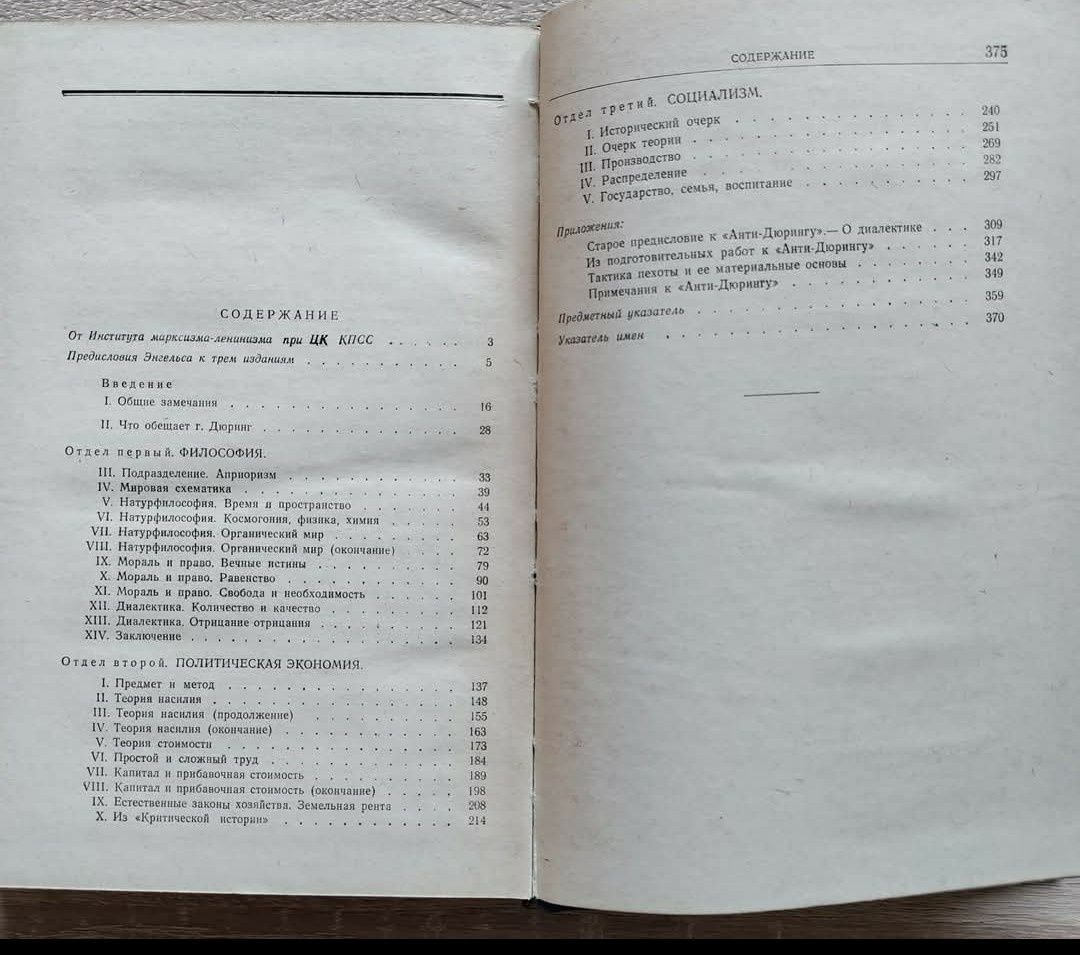 СОДЕРЖАНИЕ
От Института марксизма-ленинизма при ЦК КПСС . . . . . . 3
Предисловия Энгельса к трем изданиям . . . . . . . . . . . 5
Введение
I. Общие замечания . . . . . . . . . . . . . . . . 16
II. Что обещает г. Дюринг . . . . . . . . . . . . . . 28
Отдел первый. ФИЛОСОФИЯ.
III. Подразделение. Априоризм . . . . . . . . . . . . 33
IV. Мировая схематика . . . . . . . . . . . . . . . 39
V. Натурфилософия. Время и пространство . . . . . . . . 44
VI. Натурфилософия. Космогония, физика, химия . . . . . . 53
VII. Натурфилософия. Органический мир . . . . . . . . . 63
VIII. Натурфилософия. Органический мир (окончание) . . . . 72
IX. Мораль и право. Вечные истины . . . . . . . . . . 79
X. Мораль и право. Равенство . . . . . . . . . . . . 90
XI. Мораль и право. Свобода и необходимость . . . . . . 101
XII. Диалектика. Количество и качество . . . . . . . . . 112
XIII. Диалектика. Отрицание отрицания . . . . . . . . . 121
XIV. Заключение . . . . . . . . . . . . . . . . . . 134
Отдел второй. ПОЛИТИЧЕСКАЯ ЭКОНОМИЯ.
I. Предмет и метод . . . . . . . . . . . . . . . . 137
II. Теория насилия . . . . . . . . . . . . . . . . . 148
III. Теория насилия (продолжение) . . . . . . . . . . 155
IV. Теория насилия (окончание) . . . . . . . . . . . . 163
V. Теория стоимости . . . . . . . . . . . . . . . . 173
VI. Простой и сложный труд . . . . . . . . . . . . . 184
VII. Капитал и прибавочная стоимость . . . . . . . . . . 189
VIII. Капитал и прибавочная стоимость (окончание) . . . . . 198
IX. Естественные законы хозяйства. Земельная рента . . . . 208
X. Из «Критической истории» . . . . . . . . . . . . 214
СОДЕРЖАНИЕ 375
Отдел третий. СОЦИАЛИЗМ.
I. Исторический очерк . . . . . . . . . . . . . . . 240
II. Очерк теории . . . . . . . . . . . . . . . . . 251
III. Производство . . . . . . . . . . . . . . . . . 269
IV. Распределение . . . . . . . . . . . . . . . . . 282
V. Государство, семья, воспитание . . . . . . . . . . 297
Приложения:
Старое предисловие к «Анти-Дюрингу».— О диалектике . . . 309
Из подготовительных работ к «Анти-Дюрингу» . . . . . . 317
Тактика пехоты и ее материальные основы . . . . . . . . 342
Примечания к «Анти-Дюрингу» . . . . . . . . . . . . 349
Предметный указатель . . . . . . . . . . . . . . . . 359
Указатель имен . . . . . . . . . . . . . . . . . . 370